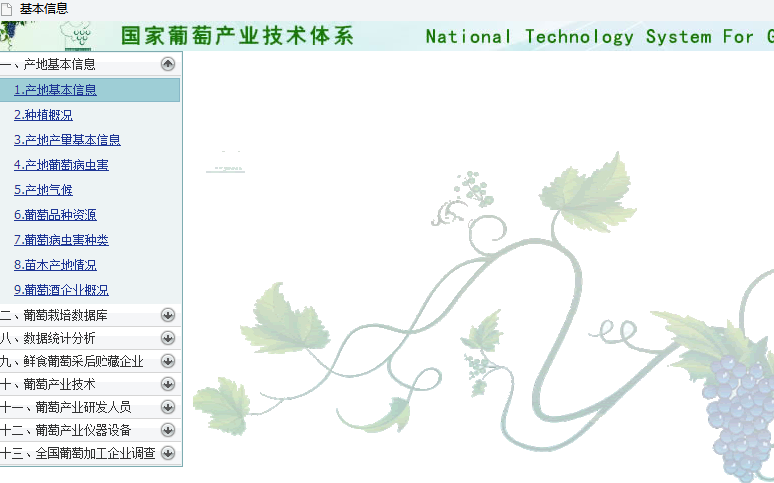 基本信息
国家葡萄产业技术体系 National Technology System For G
一、产地基本信息
1.产地基本信息
2.种植概况
3.产地产量基本信息
4.产地葡萄病虫害
5.产地气候
6.葡萄品种资源
7.葡萄病虫害种类
8.苗木产地情况
9.葡萄酒企业概况
二、葡萄栽培数据库
八、数据统计分析
九、鲜食葡萄采后贮藏企业
十、葡萄产业技术
十一、葡萄产业研发人员
十二、葡萄产业仪器设备
十三、全国葡萄加工企业调查